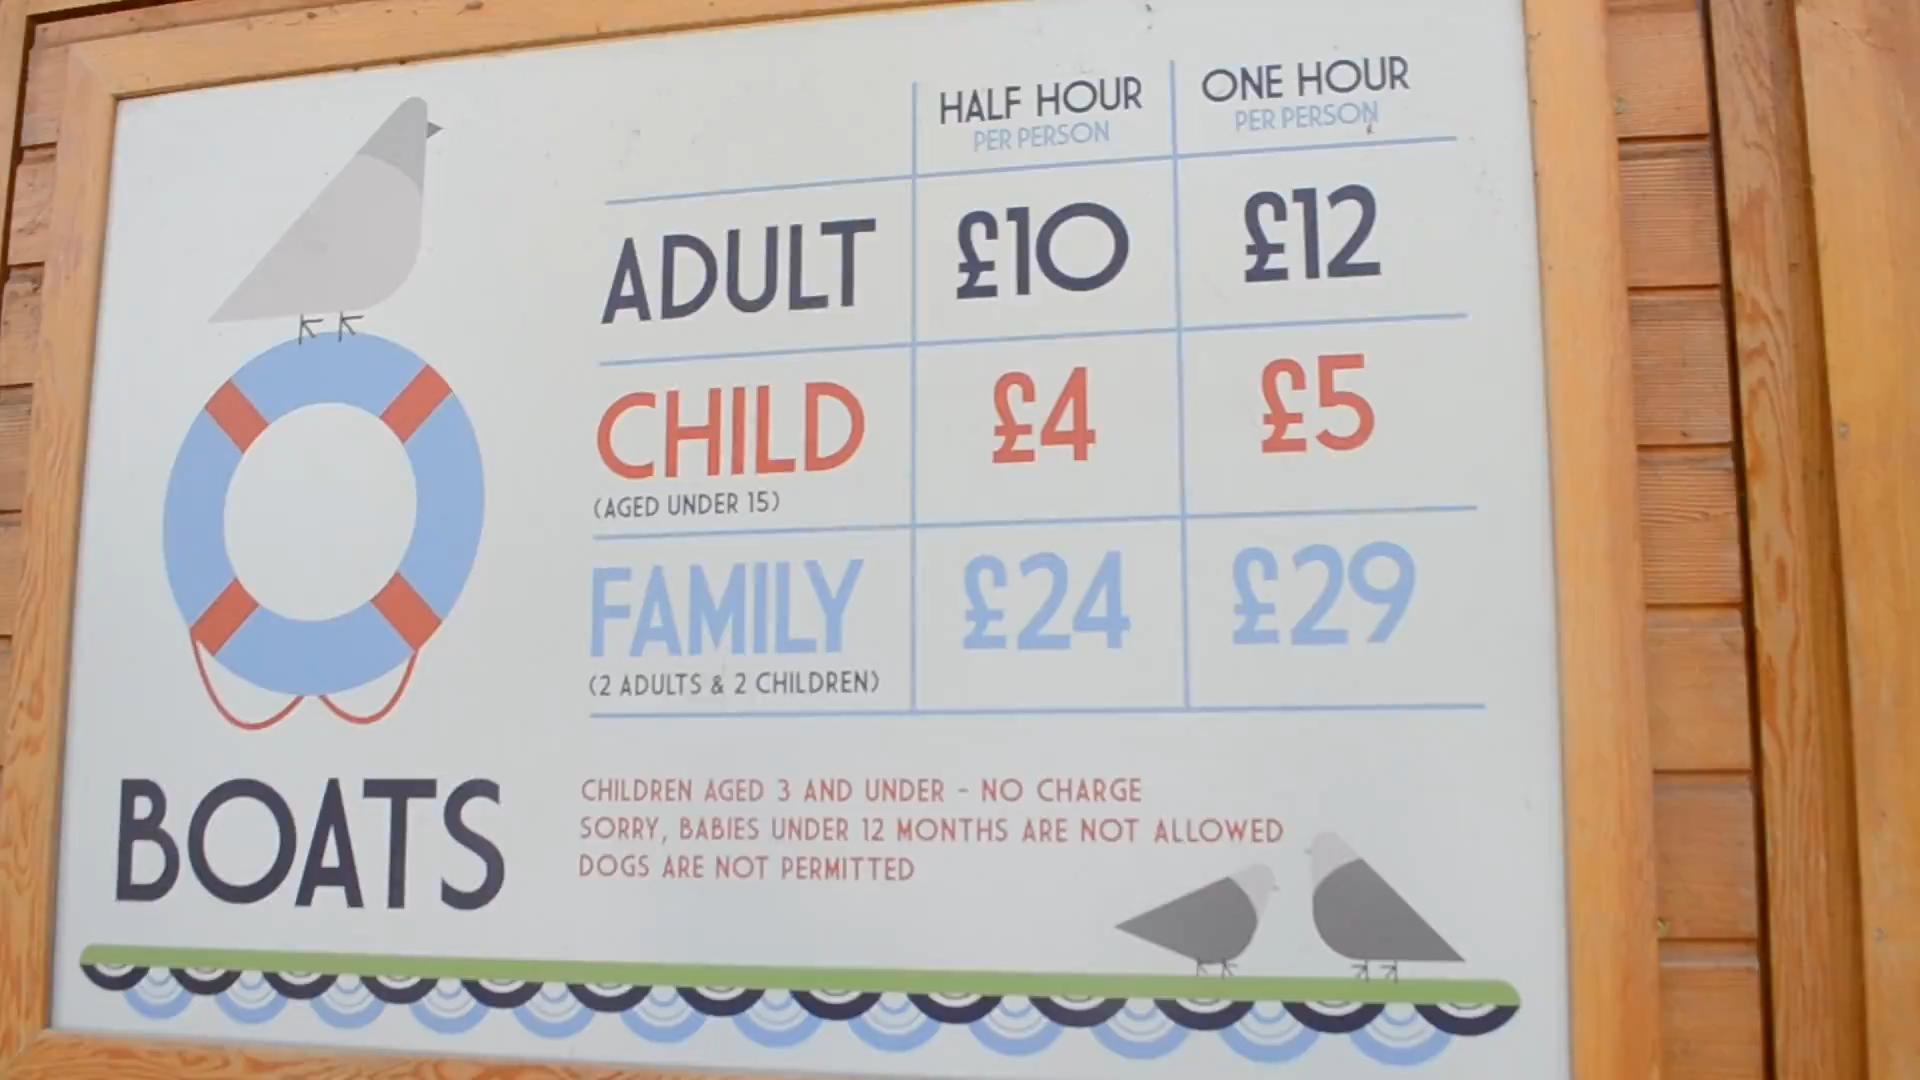 HALF HOUR
PER PERSON
ONE HOUR
PER PERSON
ADULT £10 £12
CHILD £4 £5
(AGED UNDER 15)
FAMILY £24 £29
(2 ADULTS & 2 CHILDREN)
BOATS
CHILDREN AGED 3 AND UNDER - NO CHARGE
SORRY, BABIES UNDER 12 MONTHS ARE NOT ALLOWED
DOGS ARE NOT PERMITTED